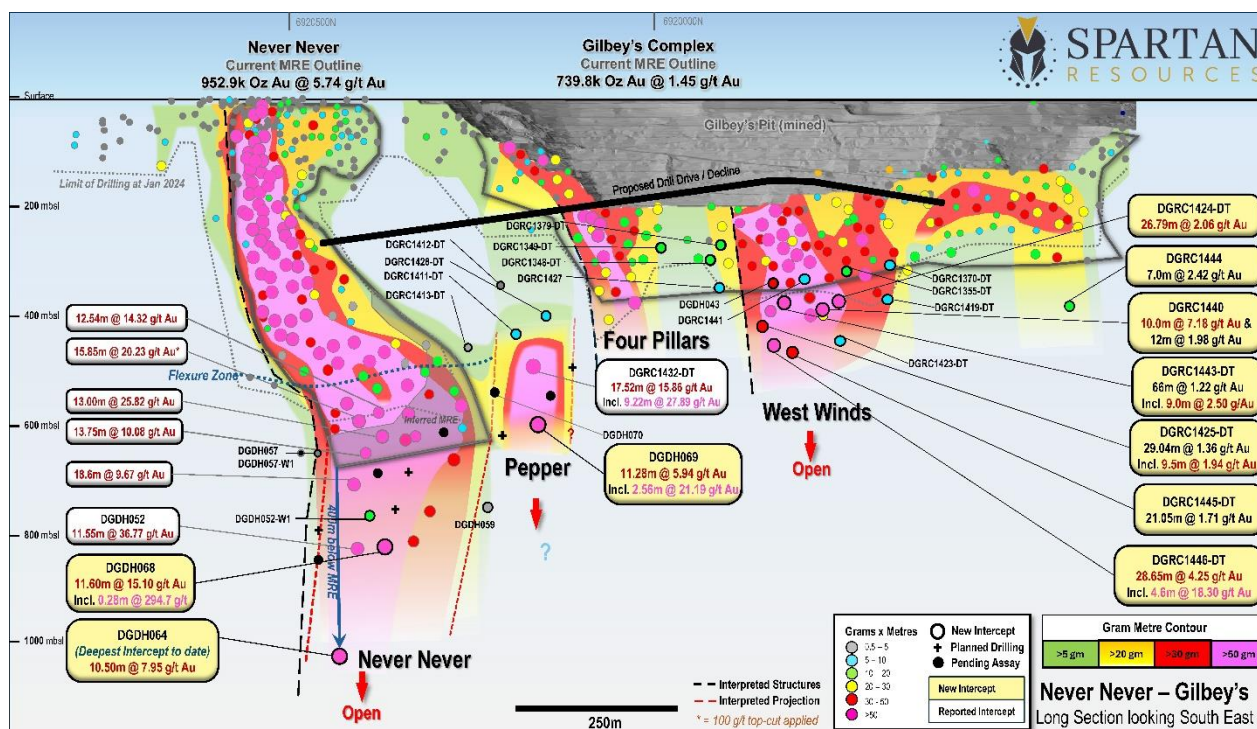 6920500N
6920000N
Never Never
Current MRE Outline
952.9k Oz Au @ 5.74 g/t Au
Gilbey's Complex
Current MRE Outline
739.8k Oz Au @ 1.45 g/t Au
SPARTAN
RESOURCES
Surface
Gilbey's Pit (mined)
Limit of Drilling at Jan 2024
Proposed Drill Drive / Decline
200 mbsl
DGRC1379-DT
DGRC1349-DT
DGRC1348-DT
DGRC1427
DGRC1412-DT
DGRC1428-DT
DGRC1411-DT
DGRC1413-DT
DGDH043
DGRC1441
DGRC1370-DT
DGRC1355-DT
DGRC1419-DT
DGRC1423-DT
DGRC1424-DT
26.79m @ 2.06 g/t Au
DGRC1444
7.0m @ 2.42 g/t Au
DGRC1440
10.0m @ 7.18 g/t Au &
12m @ 1.98 g/t Au
DGRC1443-DT
66m @ 1.22 g/t Au
Incl. 9.0m @ 2.50 g/Au
DGRC1425-DT
29.04m @ 1.36 g/t Au
Incl. 9.5m @ 1.94 g/t Au
DGRC1445-DT
21.05m @ 1.71 g/t Au
DGRC1446-DT
28.65m @ 4.25 g/t Au
Incl. 4.6m @ 18.30 g/t Au
400 mbsl
12.54m @ 14.32 g/t Au
15.85m @ 20.23 g/t Au*
Flexure Zone
13.00m @ 25.82 g/t Au
13.75m @ 10.08 g/t Au
600 mbsl
Inferred MRE
DGDH057
DGDH057-W1
18.6m @ 9.67 g/t Au
DGDH052-W1
DGDH052
11.55m @ 36.77 g/t Au
800 mbsl
400m below MRE
DGDH059
DGDH068
11.60m @ 15.10 g/t Au
Incl. 0.28m @ 294.7 g/t
DGDH064
(Deepest Intercept to date)
10.50m @ 7.95 g/t Au
1000 mbsl
Never Never
Open
Four Pillars
DGRC1432-DT
17.52m @ 15.86 g/t Au
Incl. 9.22m @ 27.89 g/t Au
DGDH070
DGDH069
11.28m @ 5.94 g/t Au
Incl. 2.56m @ 21.19 g/t Au
?
Pepper
?
West Winds
Open
Interpreted Structures
Interpreted Projection
* = 100 g/t top-cut applied
250m
Grams x Metres
0.5 – 5
5 – 10
10 – 20
20 – 30
30 - 50
>50
New Intercept
Planned Drilling
Pending Assay
New Intercept
Reported Intercept
Gram Metre Contour
>5 gm
>20 gm
>30 gm
>50 gm
Never Never – Gilbey's
Long Section looking South East